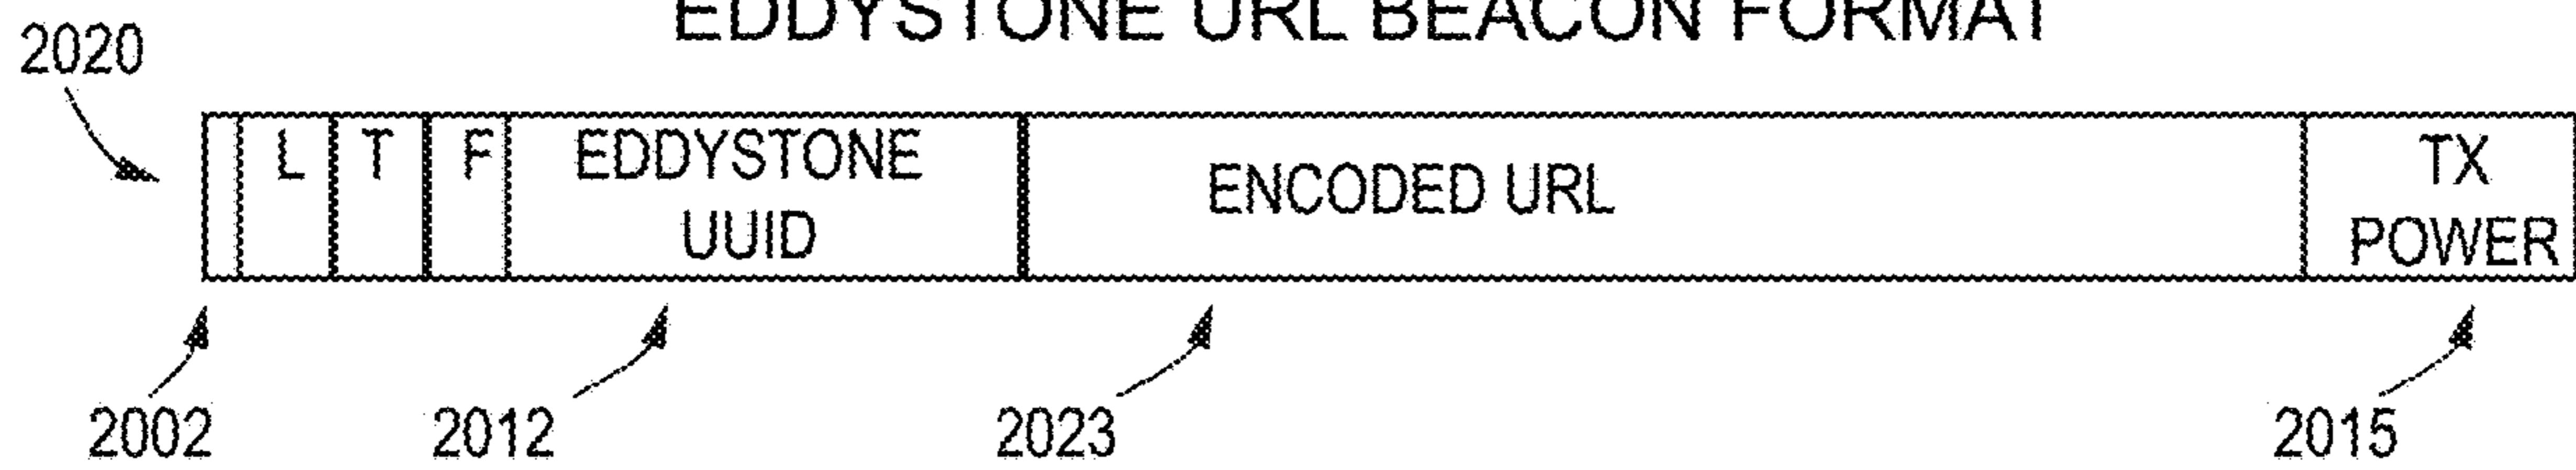 EDDYSTONE URL BEACON FORMAT
2020
L T F EDDYSTONE UUID ENCODED URL TX POWER
2002 2012 2023 2015